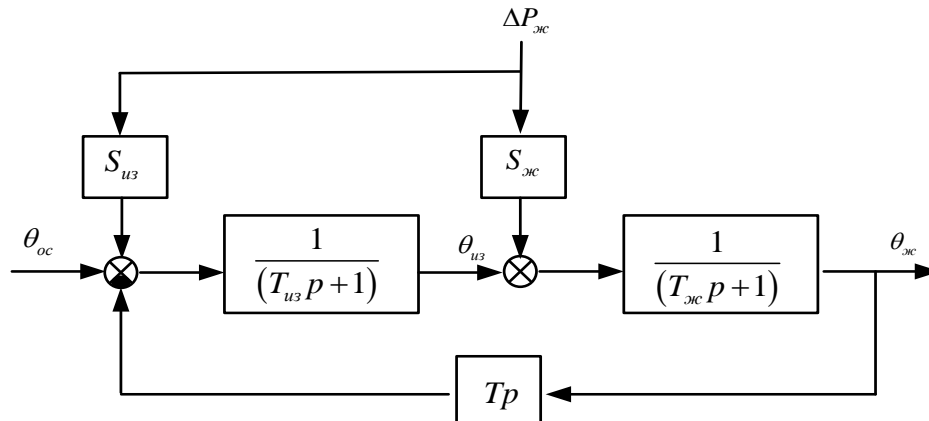 ΔP_ж
S_из
S_ж
θ_ос
1
(T_из p + 1)
θ_из
1
(T_ж p + 1)
θ_ж
Tp